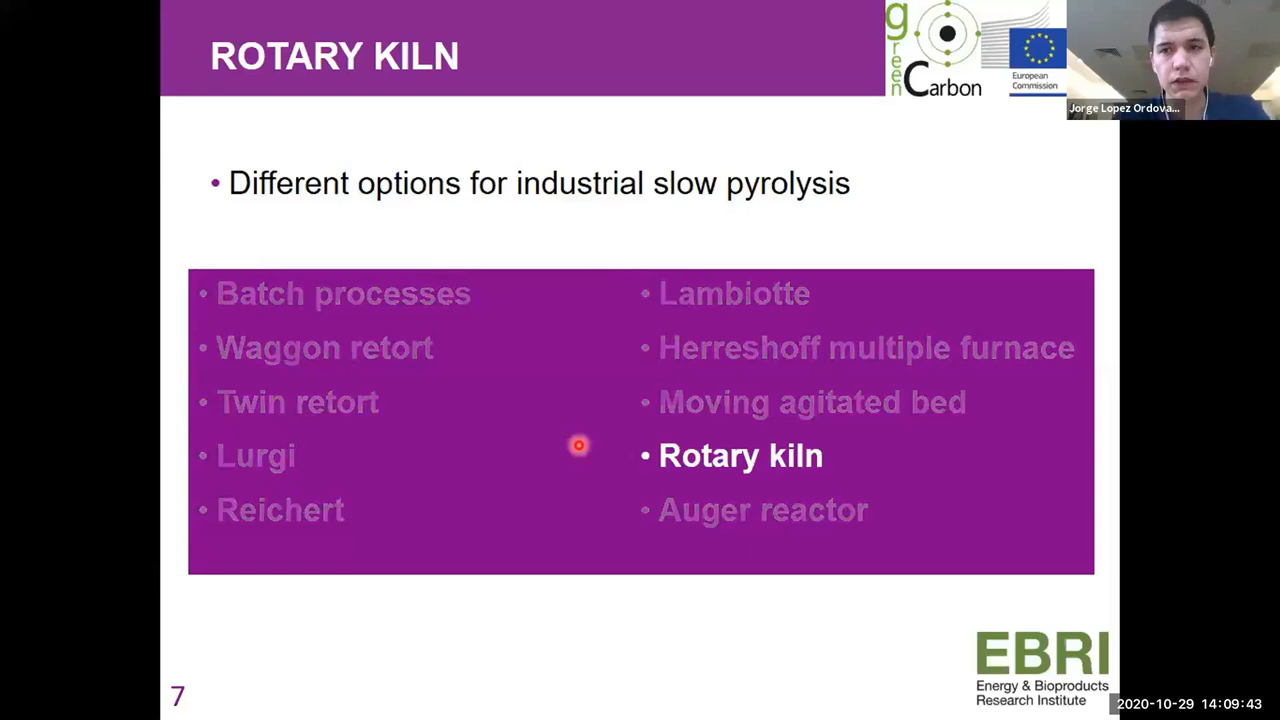 ROTARY KILN
green Carbon
European
Commission
Jorge Lopez Ordova...
• Different options for industrial slow pyrolysis
• Batch processes
• Waggon retort
• Twin retort
• Lurgi
• Reichert
• Lambiotte
• Herreshoff multiple furnace
• Moving agitated bed
• Rotary kiln
• Auger reactor
EBRI
Energy & Bioproducts
Research Institute
7
2020-10-29 14:09:43